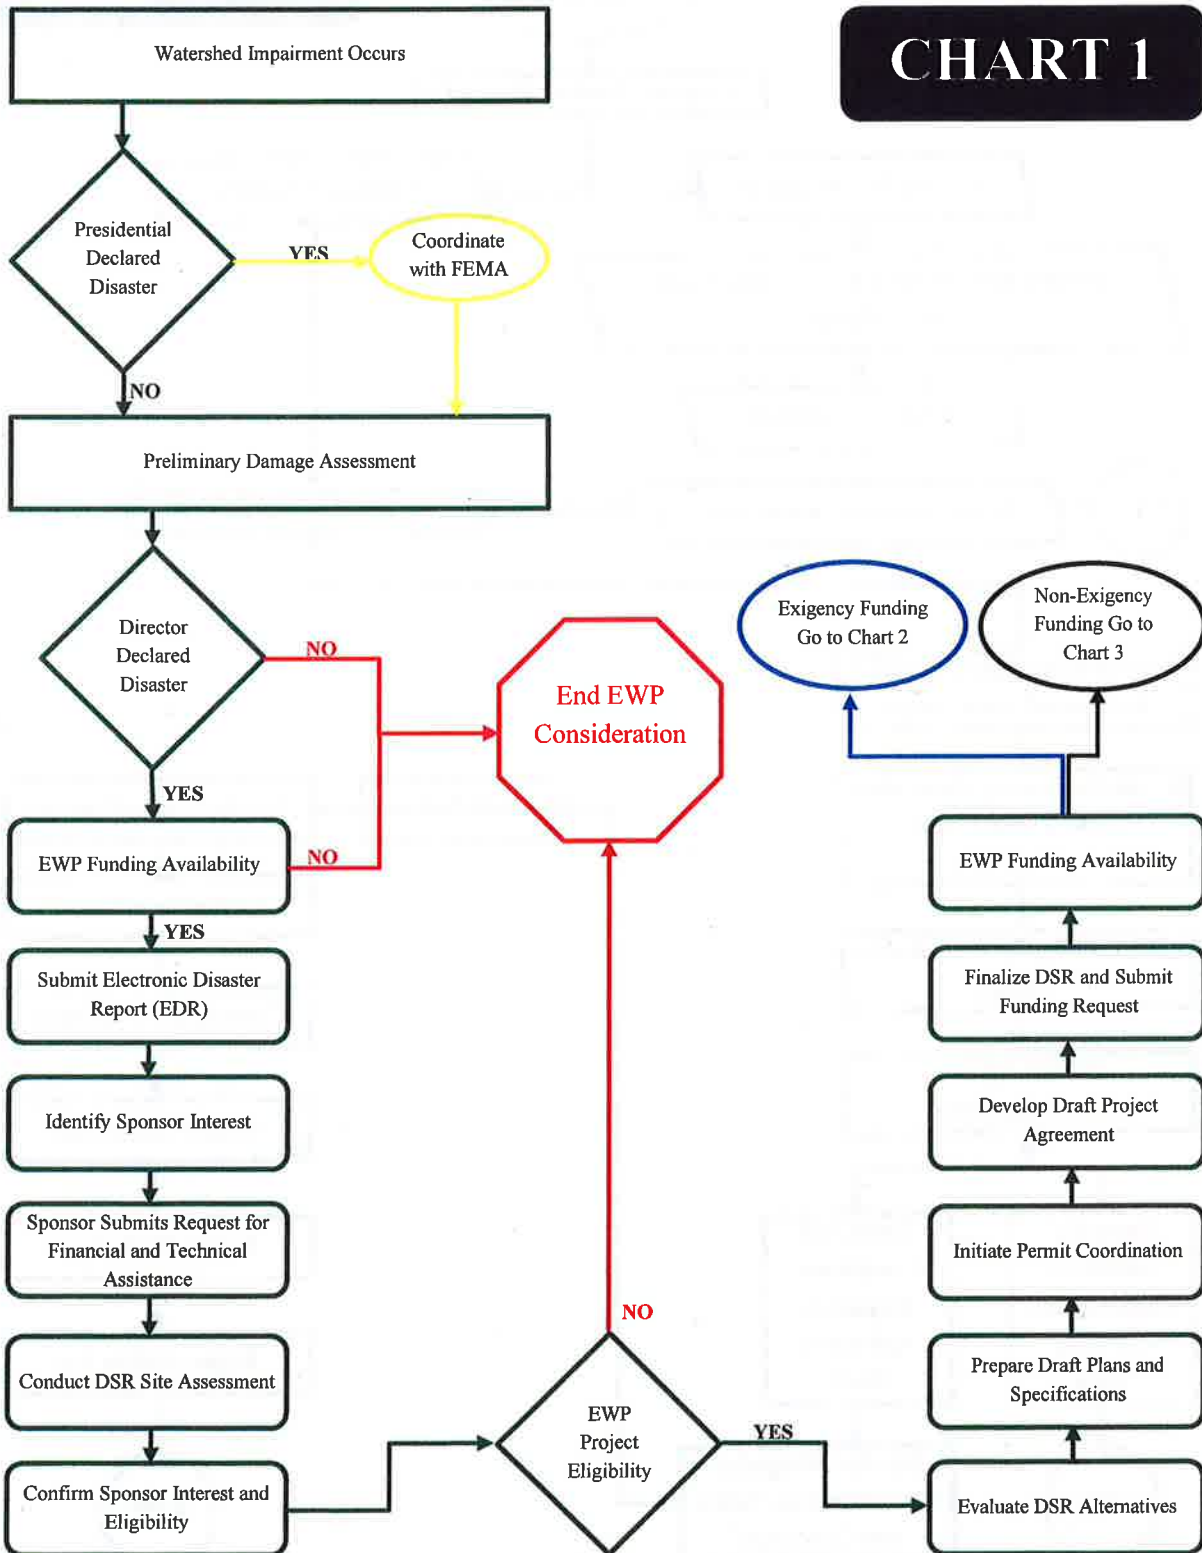 CHART 1
Watershed Impairment Occurs
Presidential
Declared
Disaster
YES
Coordinate
with FEMA
NO
Preliminary Damage Assessment
Director
Declared
Disaster
NO
YES
EWP Funding Availability
NO
YES
Submit Electronic Disaster
Report (EDR)
Identify Sponsor Interest
Sponsor Submits Request for
Financial and Technical
Assistance
Conduct DSR Site Assessment
Confirm Sponsor Interest and
Eligibility
End EWP
Consideration
NO
EWP
Project
Eligibility
YES
Exigency Funding
Go to Chart 2
Non-Exigency
Funding Go to
Chart 3
EWP Funding Availability
Finalize DSR and Submit
Funding Request
Develop Draft Project
Agreement
Initiate Permit Coordination
Prepare Draft Plans and
Specifications
Evaluate DSR Alternatives